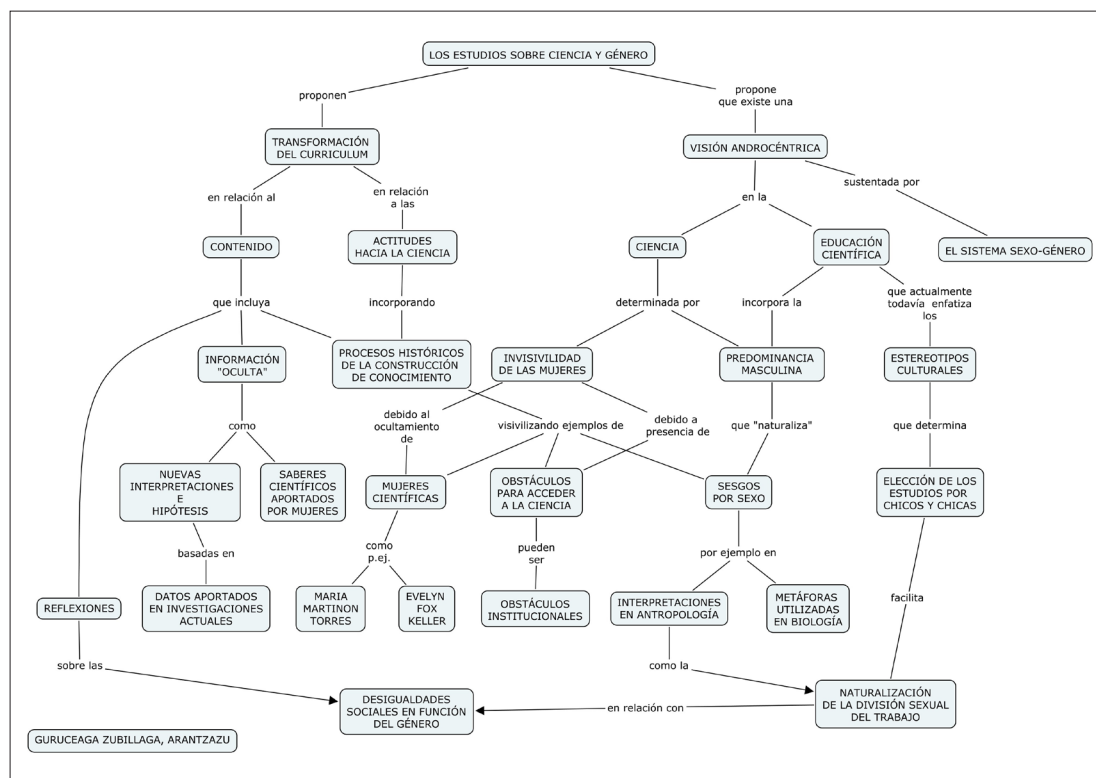 LOS ESTUDIOS SOBRE CIENCIA Y GÉNERO
proponen
propone
que existe una
TRANSFORMACIÓN
DEL CURRICULUM
VISIÓN ANDROCÉNTRICA
en relación al
en relación
a las
en la
sustentada por
CONTENIDO
ACTITUDES
HACIA LA CIENCIA
CIENCIA
EDUCACIÓN
CIENTÍFICA
EL SISTEMA SEXO-GÉNERO
que incluya
incorporando
determinada por
incorpora la
que actualmente
todavía enfatiza
los
INFORMACIÓN
"OCULTA"
PROCESOS HISTÓRICOS
DE LA CONSTRUCCIÓN
DE CONOCIMIENTO
INVISIVILIDAD
DE LAS MUJERES
PREDOMINANCIA
MASCULINA
ESTEREOTIPOS
CULTURALES
como
debido al
ocultamiento
de
visivilizando ejemplos de
debido a
presencia de
que "naturaliza"
que determina
NUEVAS
INTERPRETACIONES
E
HIPÓTESIS
SABERES
CIENTÍFICOS
APORTADOS
POR MUJERES
MUJERES
CIENTÍFICAS
OBSTÁCULOS
PARA ACCEDER
A LA CIENCIA
SESGOS
POR SEXO
ELECCIÓN DE LOS
ESTUDIOS POR
CHICOS Y CHICAS
basadas en
como
p.ej.
pueden
ser
por ejemplo en
facilita
REFLEXIONES
DATOS APORTADOS
EN INVESTIGACIONES
ACTUALES
MARIA
MARTINON
TORRES
EVELYN
FOX
KELLER
OBSTÁCULOS
INSTITUCIONALES
INTERPRETACIONES
EN ANTROPOLOGÍA
METÁFORAS
UTILIZADAS
EN BIOLOGÍA
sobre las
como la
DESIGUALDADES
SOCIALES EN FUNCIÓN
DEL GÉNERO
en relación con
NATURALIZACIÓN
DE LA DIVISIÓN SEXUAL
DEL TRABAJO
GURUCEAGA ZUBILLAGA, ARANTZAZU